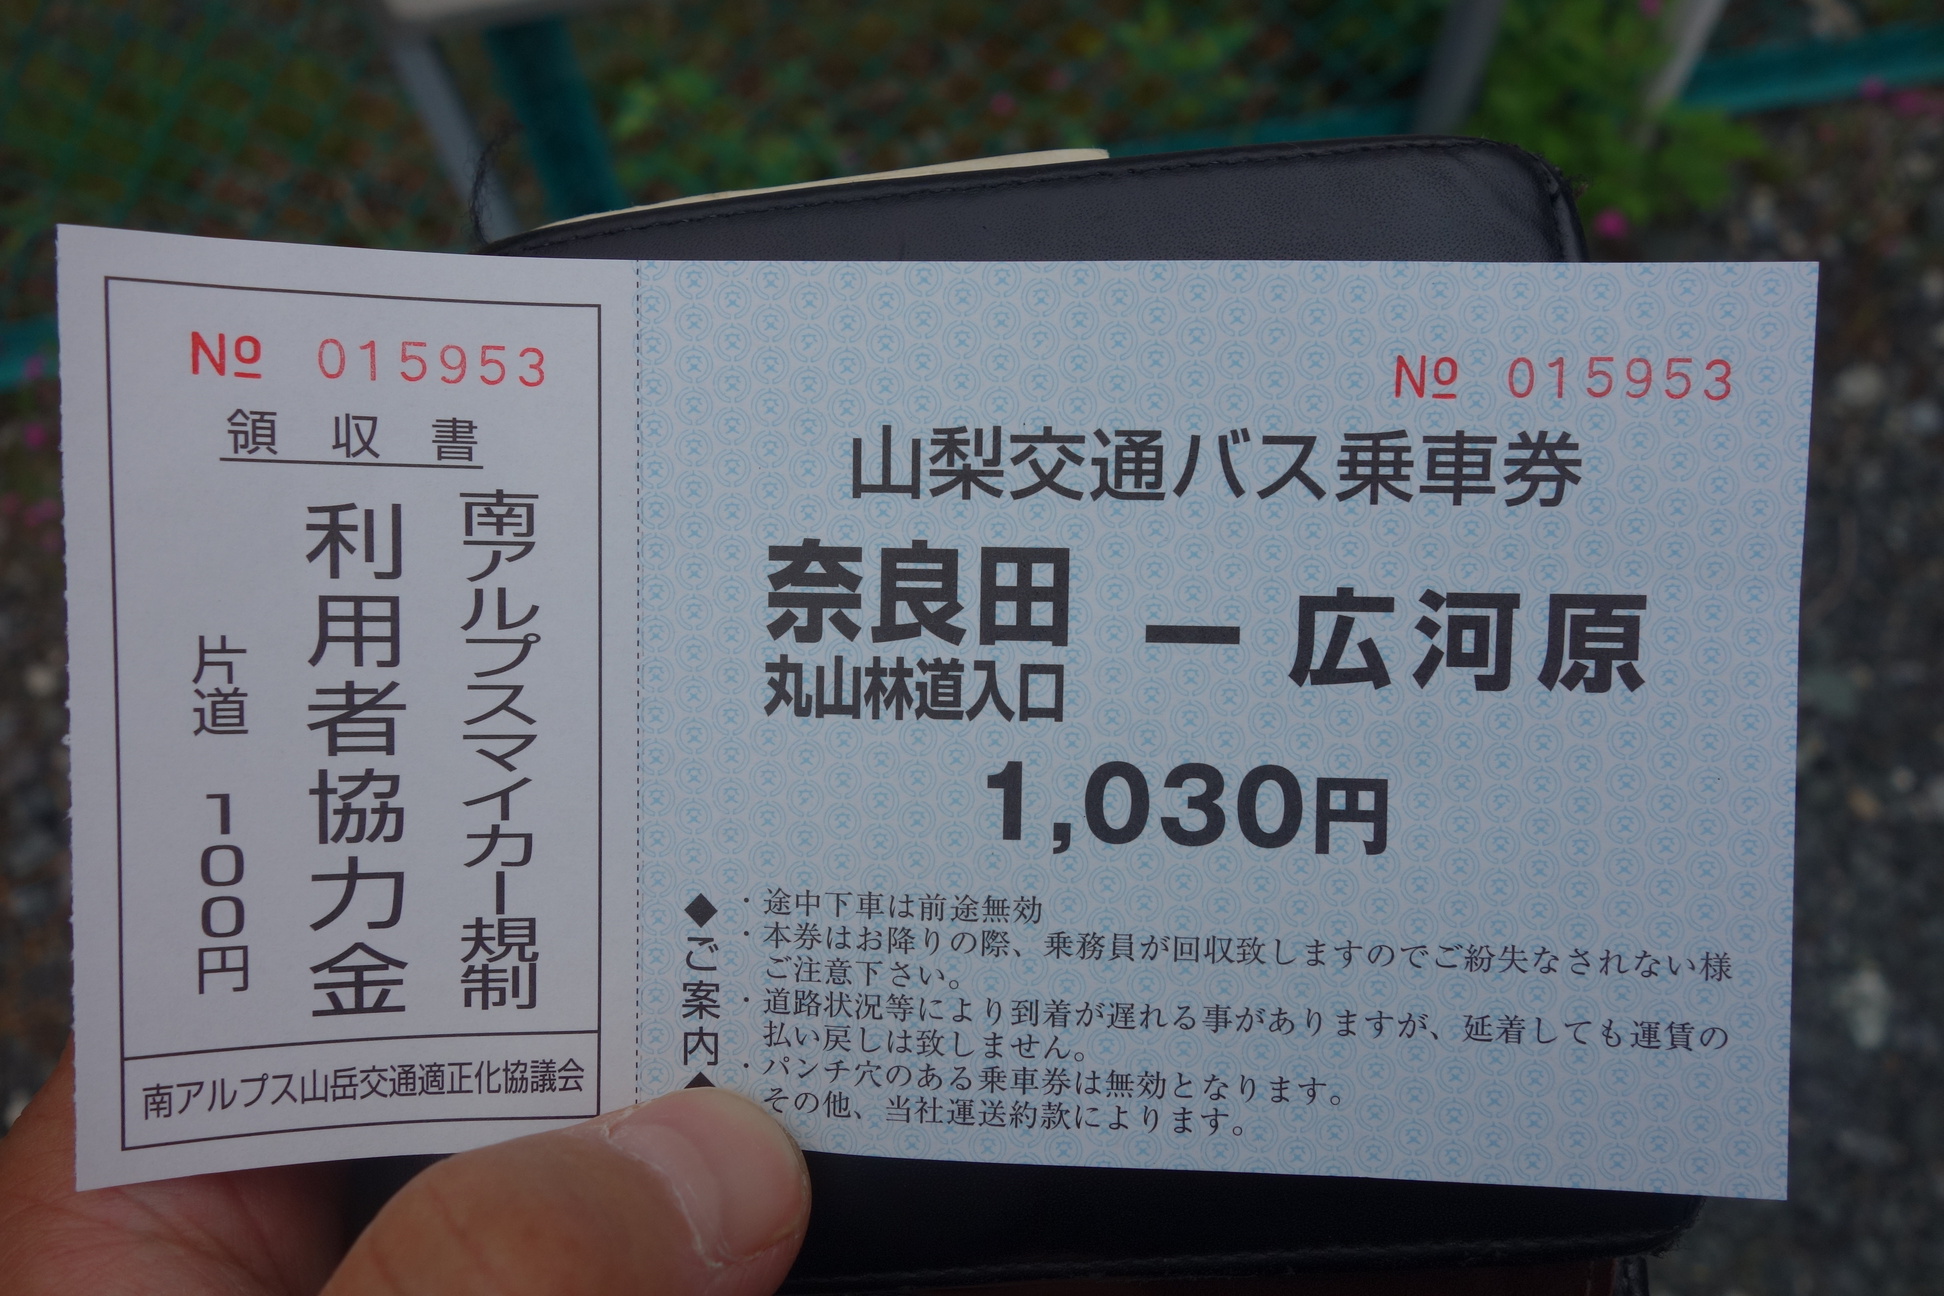 № 015953
領収書
南アルプスマイカー規制
利用者協力金
片道 100円
南アルプス山岳交通適正化協議会
№ 015953
山梨交通バス乗車券
奈良田 ー 広河原
丸山林道入口
1,030円
◆ご案内◆
・途中下車は前途無効
・本券はお降りの際、乗務員が回収致しますのでご紛失なされない様
ご注意下さい。
・道路状況等により到着が遅れる事がありますが、延着しても運賃の
払い戻しは致しません。
・パンチ穴のある乗車券は無効となります。
その他、当社運送約款によります。